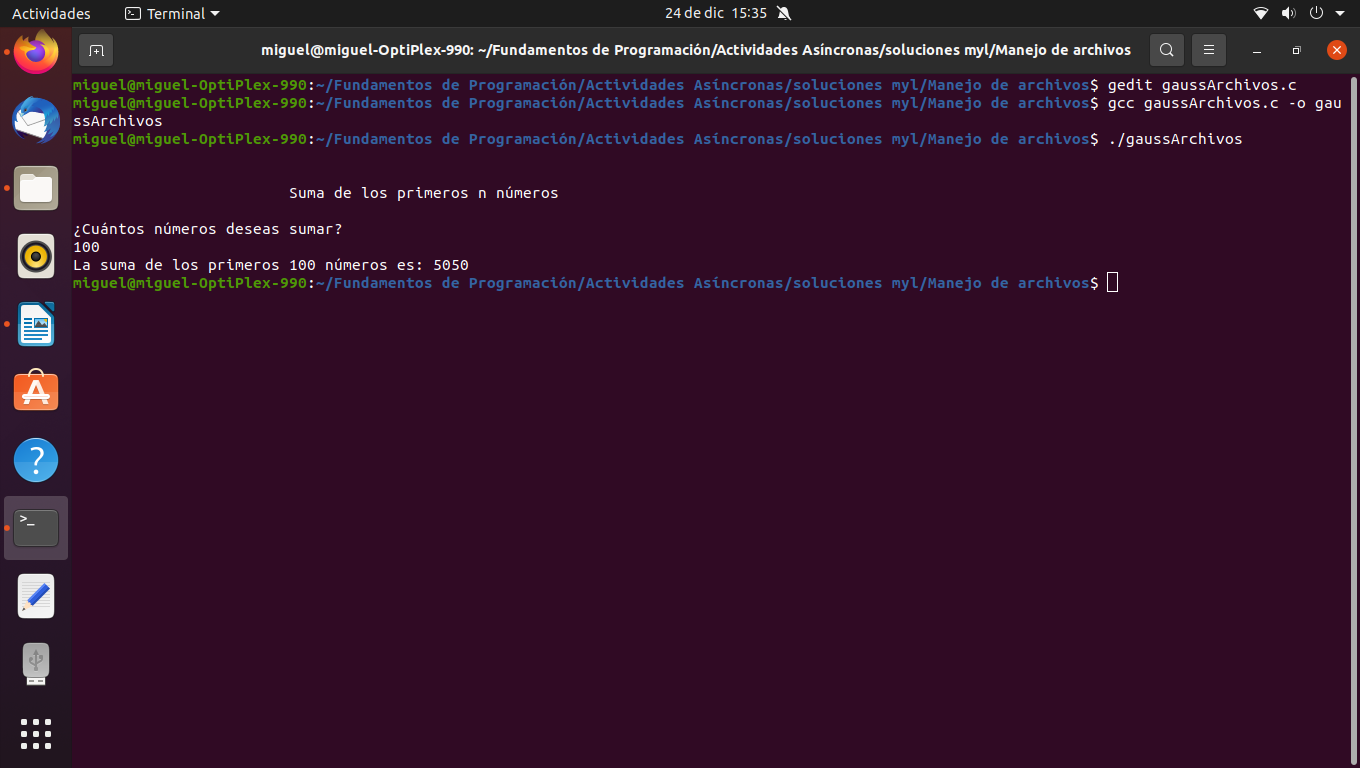 Actividades Terminal 24 de dic 15:35
miguel@miguel-OptiPlex-990: ~/Fundamentos de Programación/Actividades Asíncronas/soluciones myl/Manejo de archivos
miguel@miguel-OptiPlex-990:~/Fundamentos de Programación/Actividades Asíncronas/soluciones myl/Manejo de archivos$ gedit gaussArchivos.c
miguel@miguel-OptiPlex-990:~/Fundamentos de Programación/Actividades Asíncronas/soluciones myl/Manejo de archivos$ gcc gaussArchivos.c -o gau
ssArchivos
miguel@miguel-OptiPlex-990:~/Fundamentos de Programación/Actividades Asíncronas/soluciones myl/Manejo de archivos$ ./gaussArchivos
Suma de los primeros n números
¿Cuántos números deseas sumar?
100
La suma de los primeros 100 números es: 5050
miguel@miguel-OptiPlex-990:~/Fundamentos de Programación/Actividades Asíncronas/soluciones myl/Manejo de archivos$